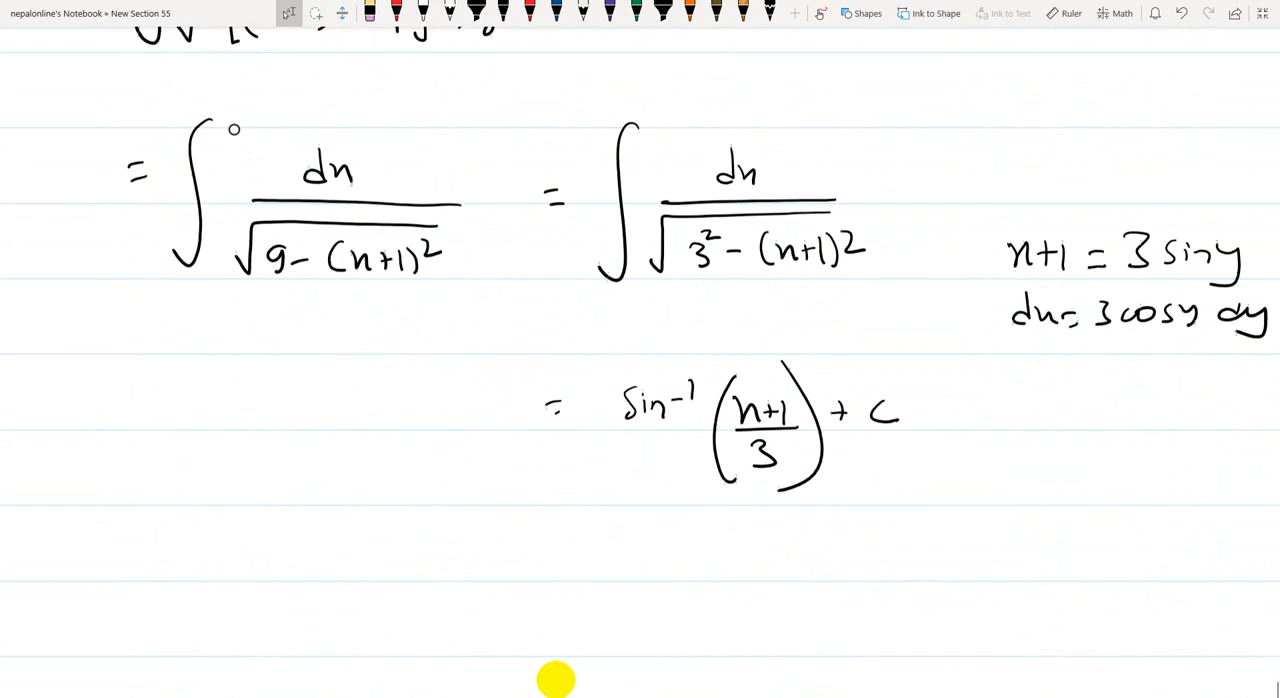 nepalonline's Notebook » New Section 55
Shapes Ink to Shape Ink to Text Ruler Math
= ∫ dn / √(9 - (n+1)²) = ∫ dn / √(3² - (n+1)²)
n+1 = 3 sin y
dn = 3 cos y dy
= sin⁻¹ ((n+1)/3) + c